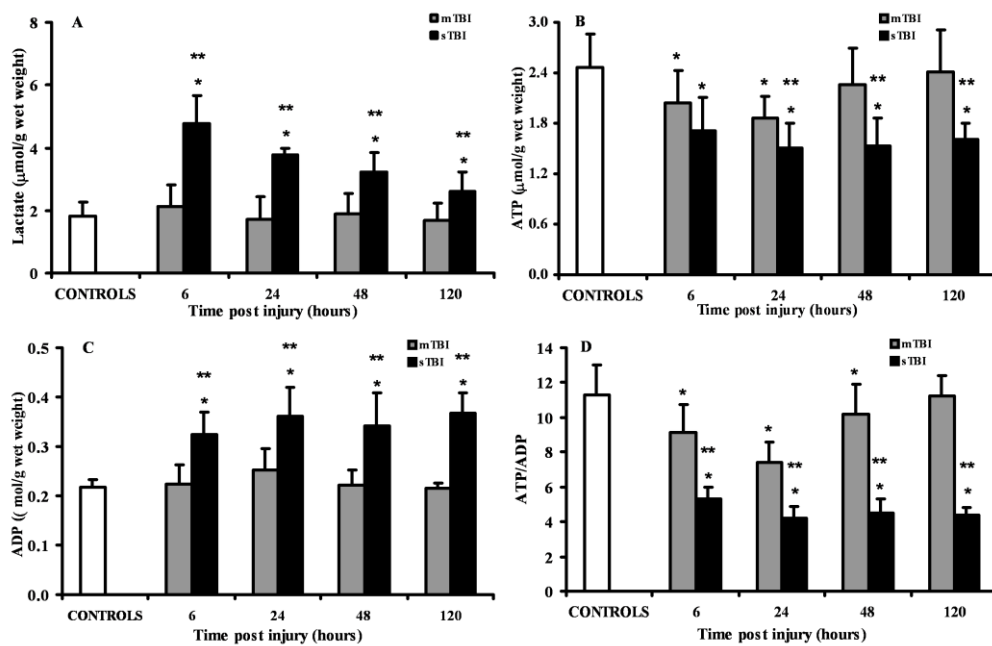 A
mTBI
sTBI
Lactate (μmol/g wet weight)
8
6
4
2
0
**
*
**
*
**
*
**
*
CONTROLS 6 24 48 120
Time post injury (hours)
B
mTBI
sTBI
ATP (μmol/g wet weight)
3.0
2.4
1.8
1.2
0.6
0.0
*
*
*
**
*
**
*
**
*
CONTROLS 6 24 48 120
Time post injury (hours)
C
mTBI
sTBI
ADP (( mol/g wet weight)
0.5
0.4
0.3
0.2
0.1
0.0
**
*
**
*
**
*
**
*
CONTROLS 6 24 48 120
Time post injury (hours)
D
mTBI
sTBI
ATP/ADP
14
12
10
8
6
4
2
0
*
**
*
*
**
*
*
**
*
**
*
CONTROLS 6 24 48 120
Time post injury (hours)